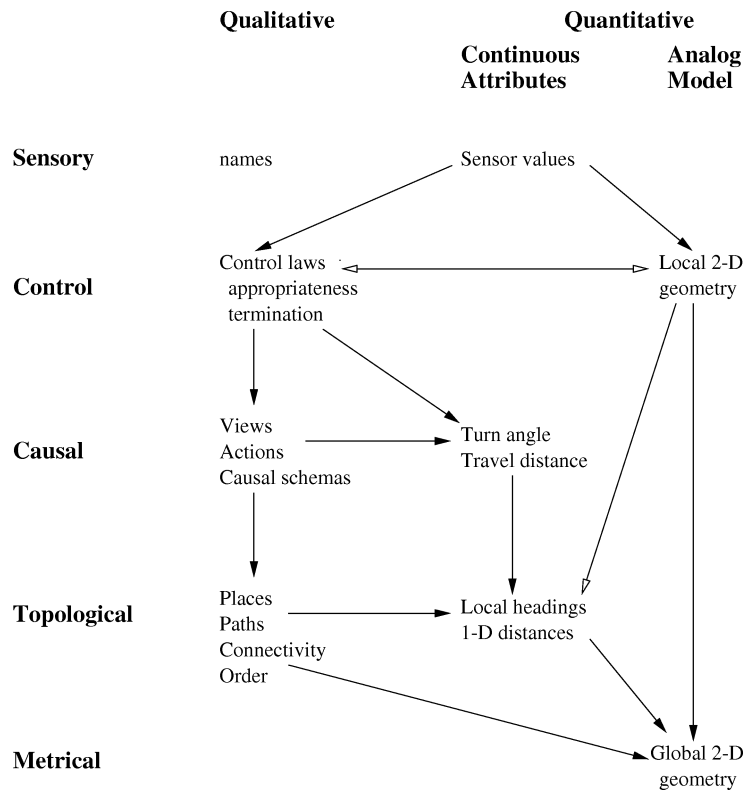 Qualitative
Quantitative
Continuous
Attributes
Analog
Model
Sensory
names
Sensor values
Control
Control laws
appropriateness
termination
Local 2-D
geometry
Causal
Views
Actions
Causal schemas
Turn angle
Travel distance
Topological
Places
Paths
Connectivity
Order
Local headings
1-D distances
Metrical
Global 2-D
geometry